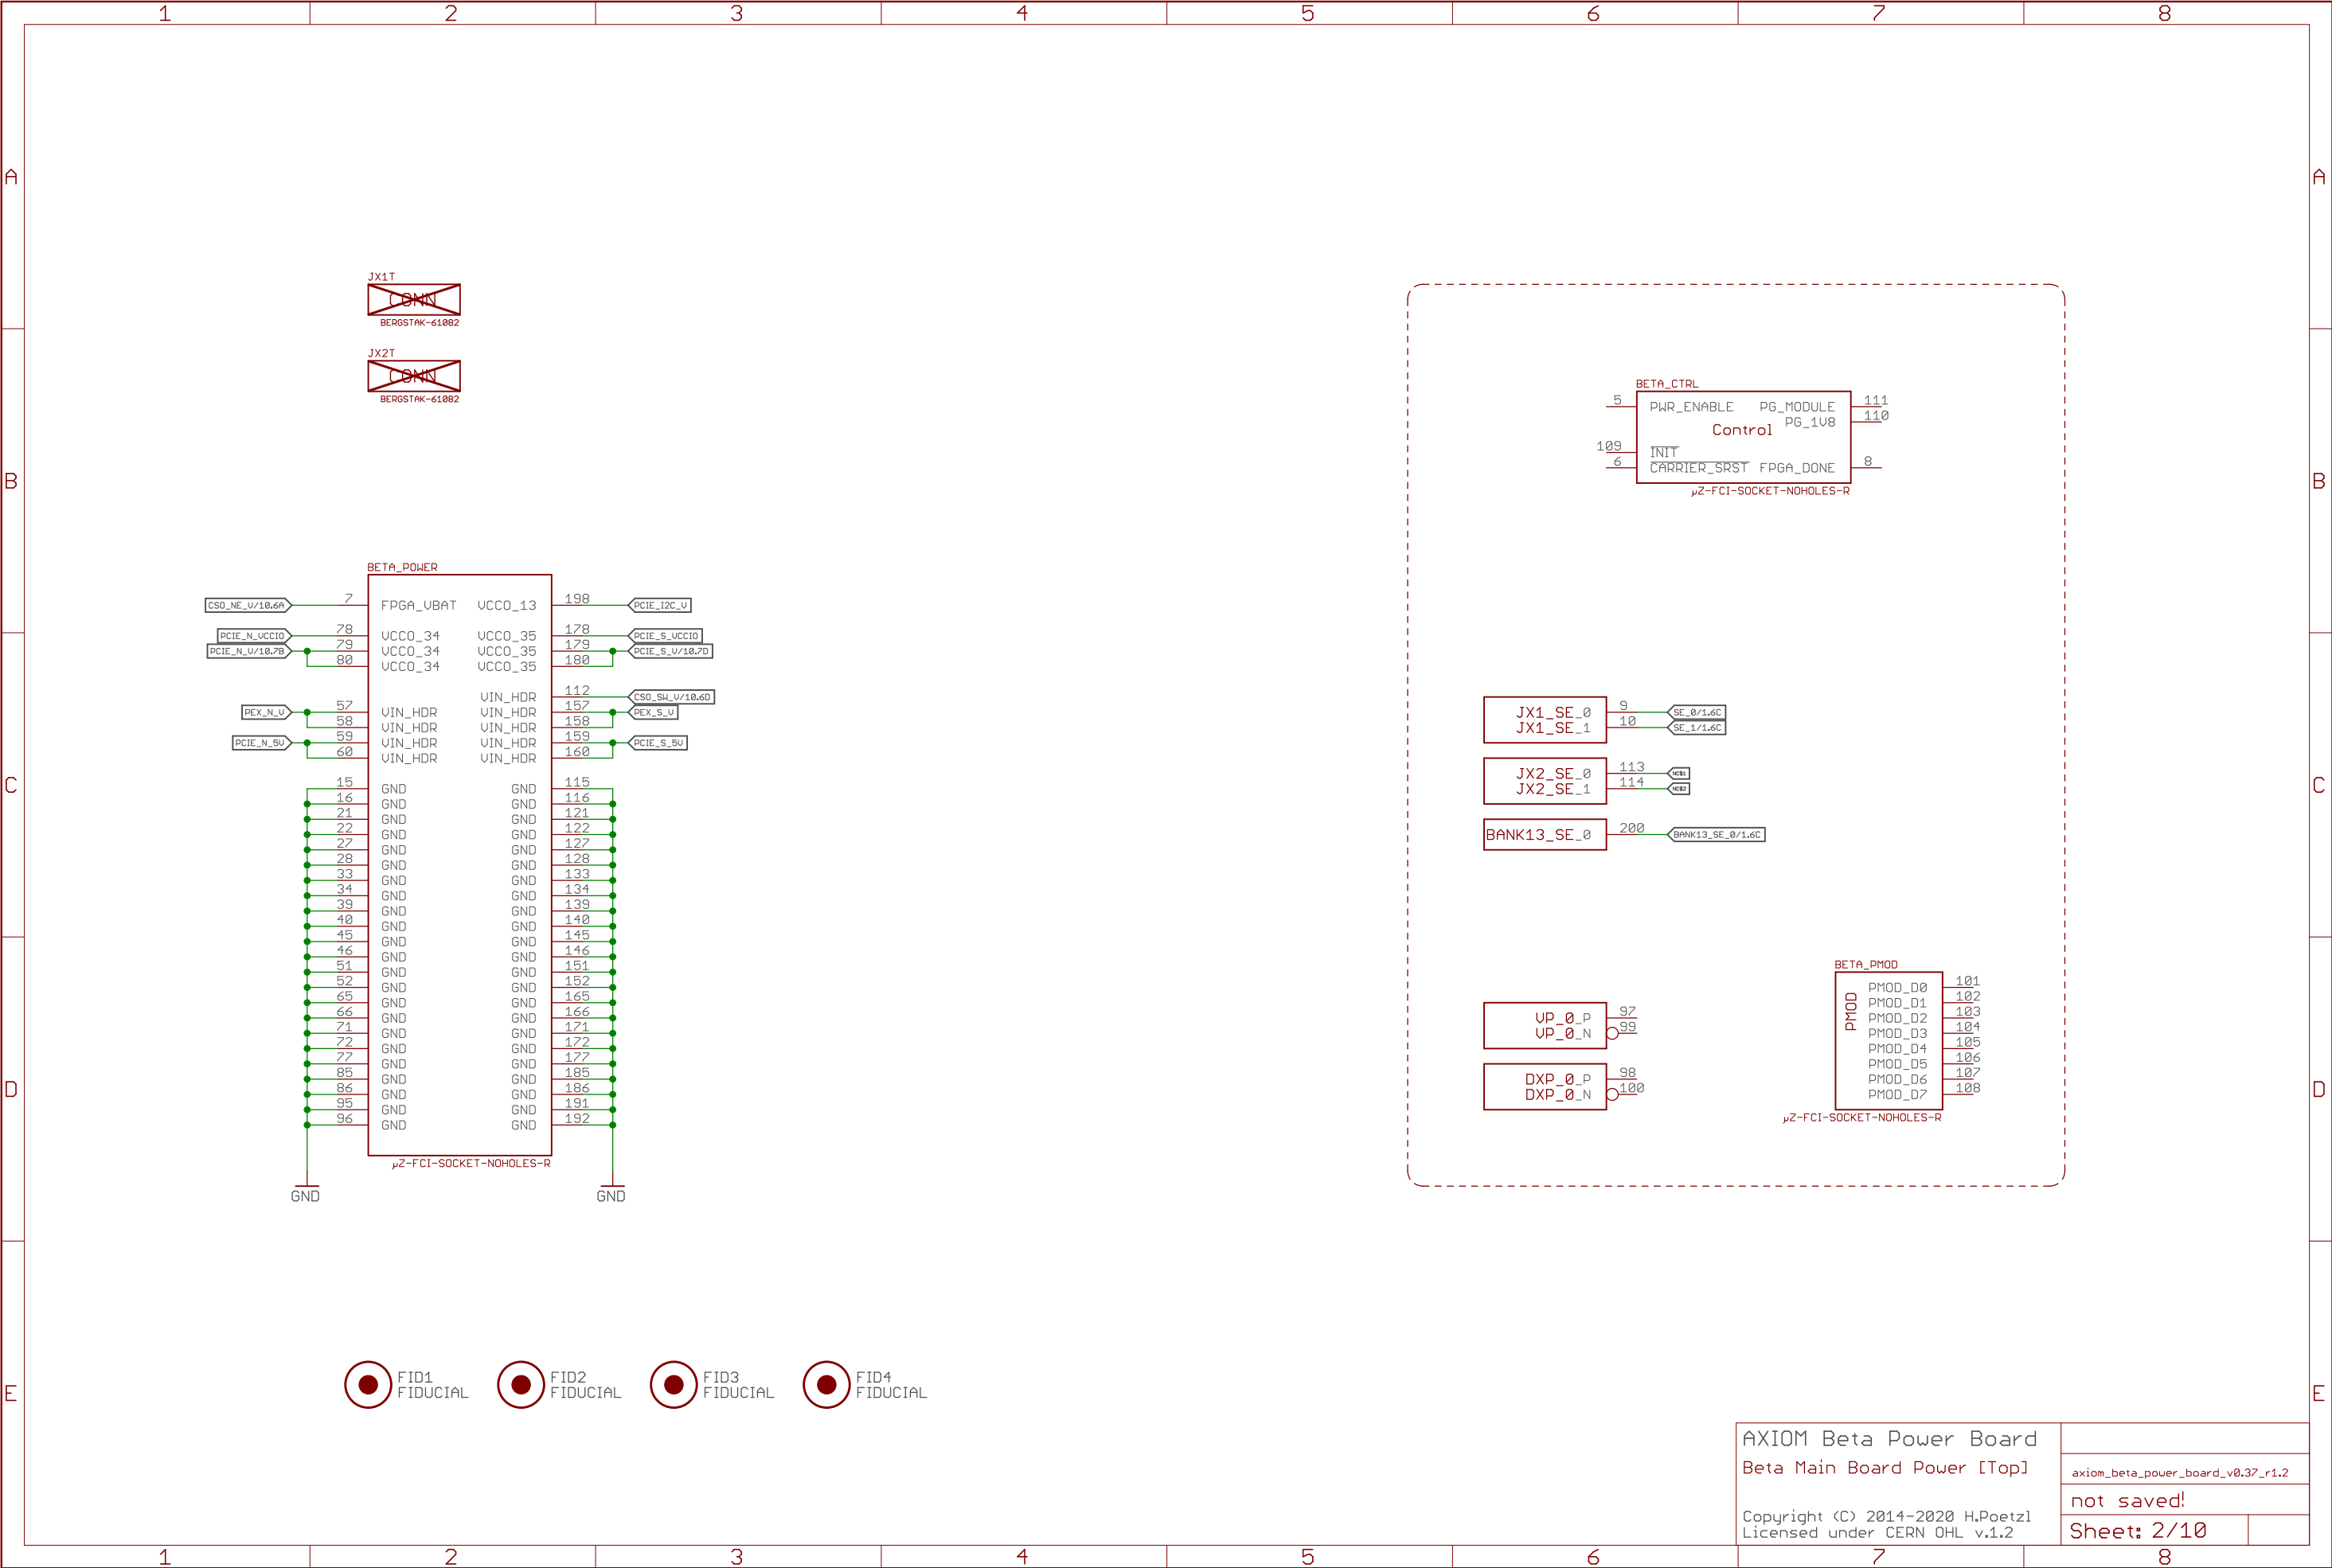 1 2 3 4 5 6 7 8
A A
B B
C C
D D
E E
JX1T
CONN
BERGSTAK-61082
JX2T
CONN
BERGSTAK-61082
BETA_POWER
CSO_NE_V/10.6A 7 FPGA_VBAT VCCO_13 198 PCIE_I2C_V
PCIE_N_VCCIO 78 VCCO_34 VCCO_35 178 PCIE_S_VCCIO
PCIE_N_V/10.7B 79 VCCO_34 VCCO_35 179 PCIE_S_V/10.7D
80 VCCO_34 VCCO_35 180
VIN_HDR 112 CSO_SW_V/10.6D
PEX_N_V 57 VIN_HDR VIN_HDR 157 PEX_S_V
58 VIN_HDR VIN_HDR 158
PCIE_N_5V 59 VIN_HDR VIN_HDR 159 PCIE_S_5V
60 VIN_HDR VIN_HDR 160
15 GND GND 115
16 GND GND 116
21 GND GND 121
22 GND GND 122
27 GND GND 127
28 GND GND 128
33 GND GND 133
34 GND GND 134
39 GND GND 139
40 GND GND 140
45 GND GND 145
46 GND GND 146
51 GND GND 151
52 GND GND 152
65 GND GND 165
66 GND GND 166
71 GND GND 171
72 GND GND 172
77 GND GND 177
85 GND GND 185
86 GND GND 186
95 GND GND 191
96 GND GND 192
µZ-FCI-SOCKET-NOHOLES-R
GND GND
BETA_CTRL
5 PWR_ENABLE PG_MODULE 111
PG_1V8 110
Control
109 INIT
6 CARRIER_SRST FPGA_DONE 8
µZ-FCI-SOCKET-NOHOLES-R
JX1_SE_0 9 SE_0/1.6C
JX1_SE_1 10 SE_1/1.6C
JX2_SE_0 113 NC$1
JX2_SE_1 114 NC$2
BANK13_SE_0 200 BANK13_SE_0/1.6C
VP_0_P 97
VP_0_N 99
DXP_0_P 98
DXP_0_N 100
BETA_PMOD
PMOD
PMOD_D0 101
PMOD_D1 102
PMOD_D2 103
PMOD_D3 104
PMOD_D4 105
PMOD_D5 106
PMOD_D6 107
PMOD_D7 108
µZ-FCI-SOCKET-NOHOLES-R
FID1
FIDUCIAL
FID2
FIDUCIAL
FID3
FIDUCIAL
FID4
FIDUCIAL
AXIOM Beta Power Board
Beta Main Board Power [Top]
Copyright (C) 2014-2020 H.Poetzl
Licensed under CERN OHL v.1.2
axiom_beta_power_board_v0.37_r1.2
not saved!
Sheet: 2/10
1 2 3 4 5 6 7 8